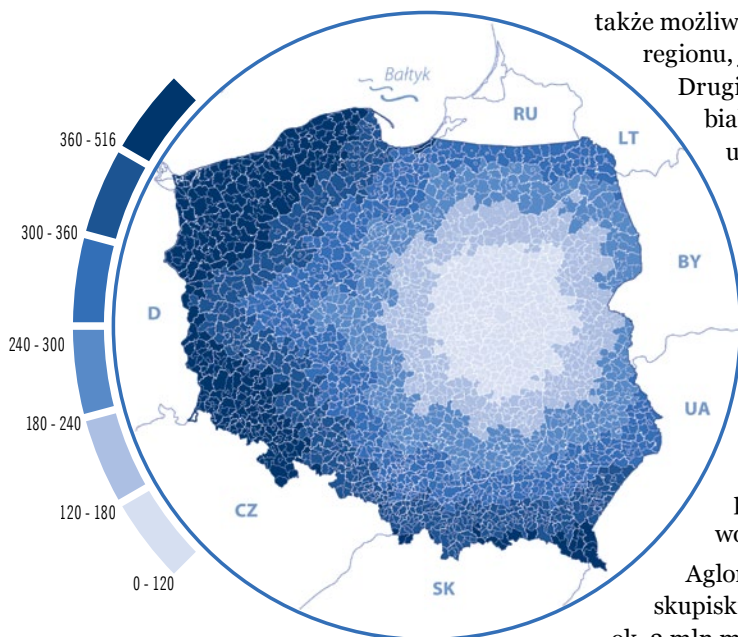 także możliw
regionu,
Drugi
bia
u
Bałtyk
RU
LT
BY
D
UA
CZ
SK
360 - 516
300 - 360
240 - 300
180 - 240
120 - 180
0 - 120
wo
Aglor
skupisk